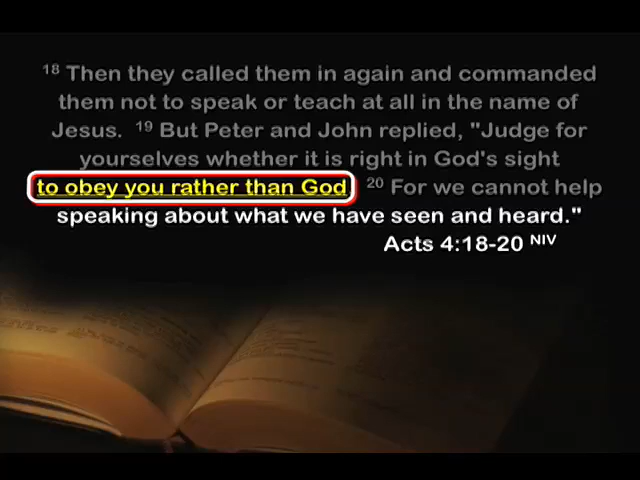 18 Then they called them in again and commanded
them not to speak or teach at all in the name of
Jesus. 19 But Peter and John replied, "Judge for
yourselves whether it is right in God's sight
to obey you rather than God. 20 For we cannot help
speaking about what we have seen and heard."
Acts 4:18-20 NIV